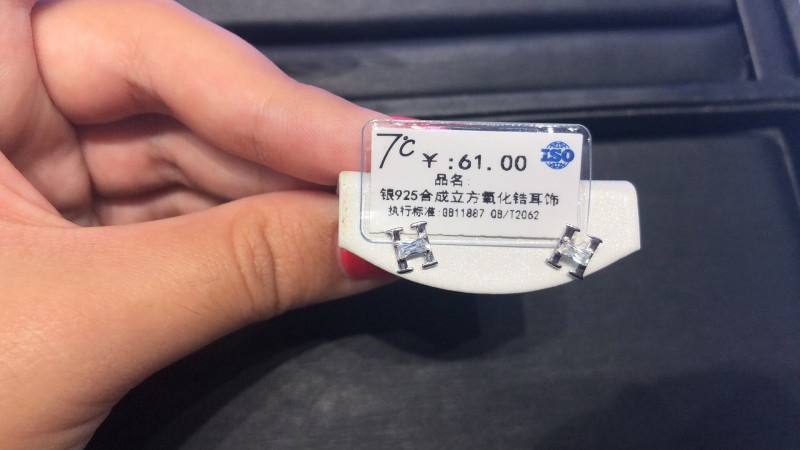 7℃
￥:61.00
ISO
品名:
银925合成立方氧化锆耳饰
执行标准:GB11887 QB/T2062